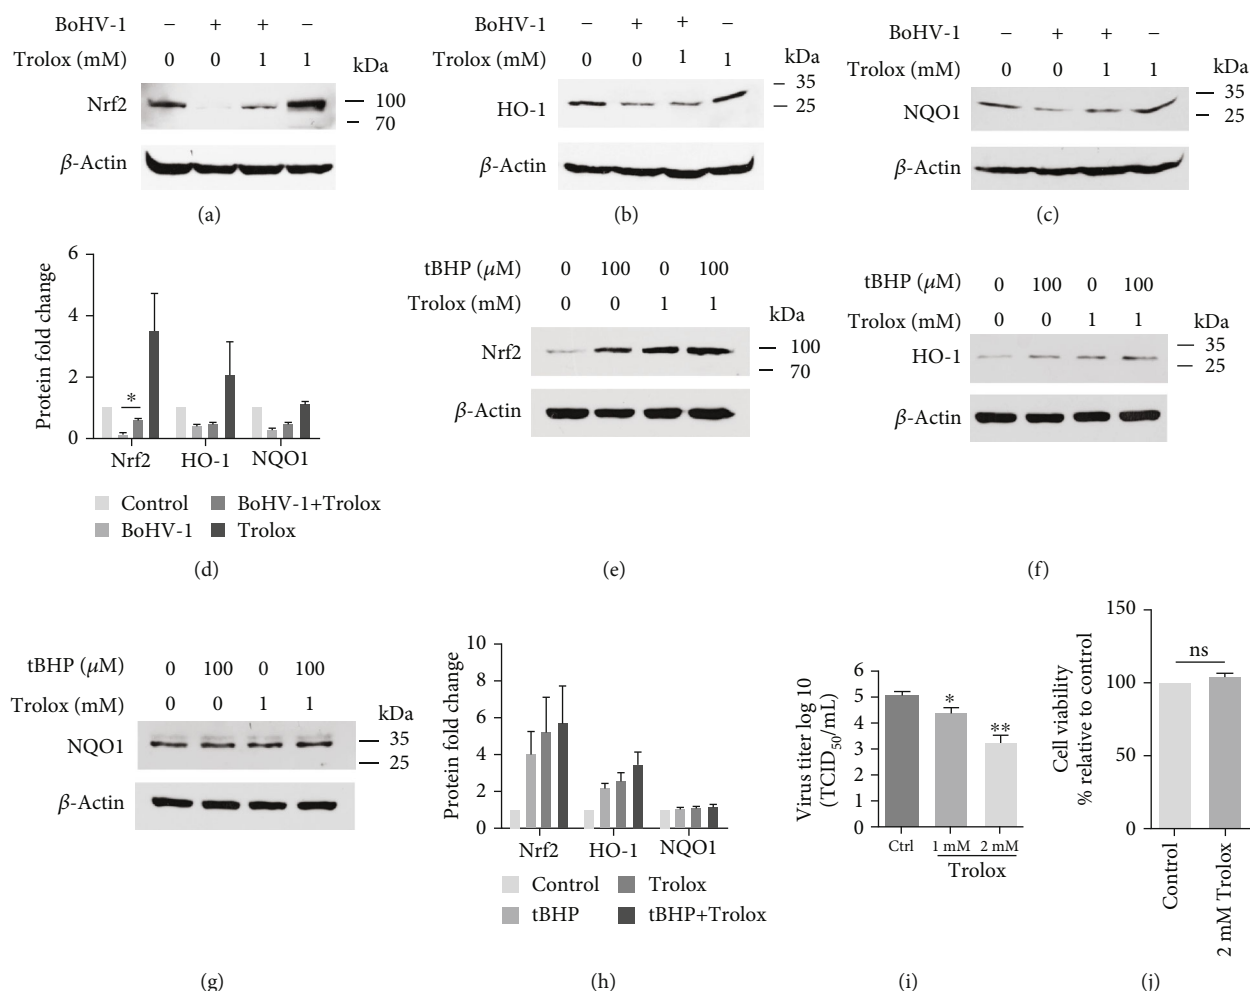 BoHV-1 − + + −
Trolox (mM) 0 0 1 1 kDa
Nrf2 100
70
β-Actin
(a)
BoHV-1 − + + −
Trolox (mM) 0 0 1 1 kDa
HO-1 35
25
β-Actin
(b)
BoHV-1 − + + −
Trolox (mM) 0 0 1 1 kDa
NQO1 35
25
β-Actin
(c)
Protein fold change
6
4
2
0
*
Nrf2 HO-1 NQO1
Control BoHV-1+Trolox
BoHV-1 Trolox
(d)
tBHP (μM) 0 100 0 100
Trolox (mM) 0 0 1 1
kDa
Nrf2 100
70
β-Actin
(e)
tBHP (μM) 0 100 0 100
Trolox (mM) 0 0 1 1 kDa
HO-1 35
25
β-Actin
(f)
tBHP (μM) 0 100 0 100
Trolox (mM) 0 0 1 1 kDa
NQO1 35
25
β-Actin
(g)
Protein fold change
10
8
6
4
2
0
Nrf2 HO-1 NQO1
Control Trolox
tBHP tBHP+Trolox
(h)
Virus titer log 10
(TCID50/mL)
6
5
4
3
2
1
0
*
**
Ctrl 1 mM 2 mM
Trolox
(i)
Cell viability
% relative to control
150
100
50
0
ns
Control
2 mM Trolox
(j)